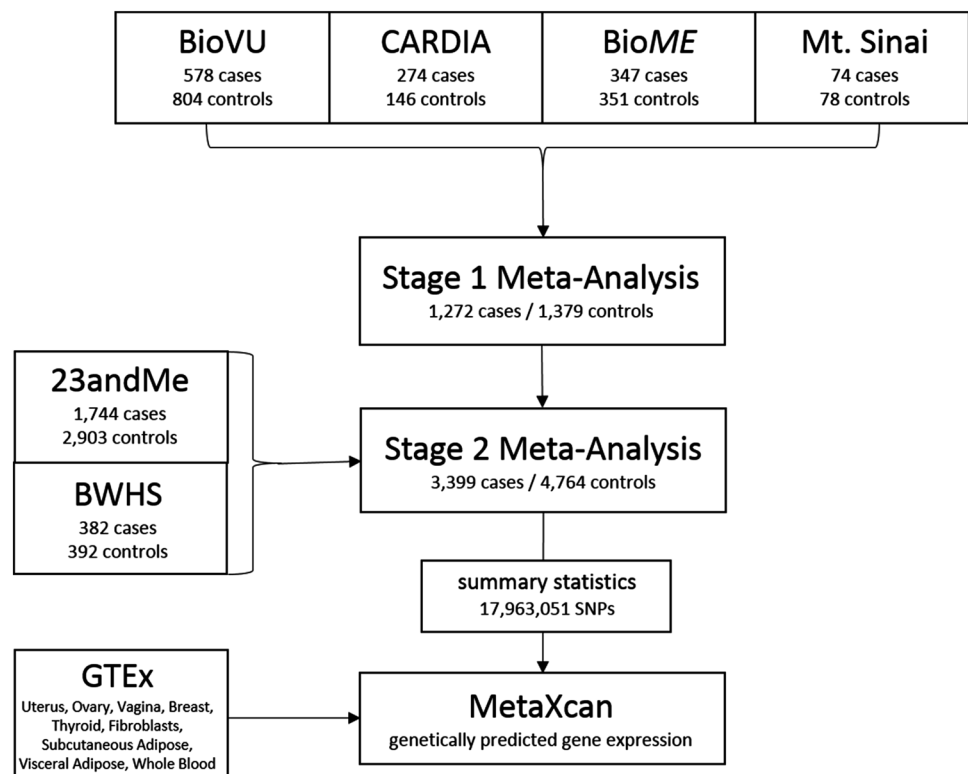 BioVU
578 cases
804 controls
CARDIA
274 cases
146 controls
BioME
347 cases
351 controls
Mt. Sinai
74 cases
78 controls
Stage 1 Meta-Analysis
1,272 cases / 1,379 controls
23andMe
1,744 cases
2,903 controls
BWHS
382 cases
392 controls
Stage 2 Meta-Analysis
3,399 cases / 4,764 controls
summary statistics
17,963,051 SNPs
GTEx
Uterus, Ovary, Vagina, Breast,
Thyroid, Fibroblasts,
Subcutaneous Adipose,
Visceral Adipose, Whole Blood
MetaXcan
genetically predicted gene expression